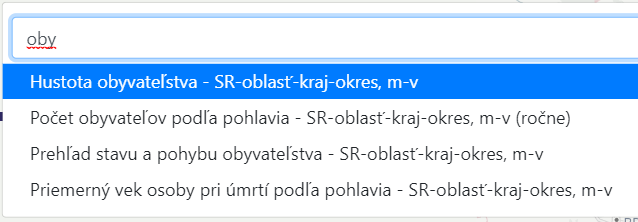 oby
Hustota obyvateľstva - SR-oblasť-kraj-okres, m-v
Počet obyvateľov podľa pohlavia - SR-oblasť-kraj-okres, m-v (ročne)
Prehľad stavu a pohybu obyvateľstva - SR-oblasť-kraj-okres, m-v
Priemerný vek osoby pri úmrtí podľa pohlavia - SR-oblasť-kraj-okres, m-v